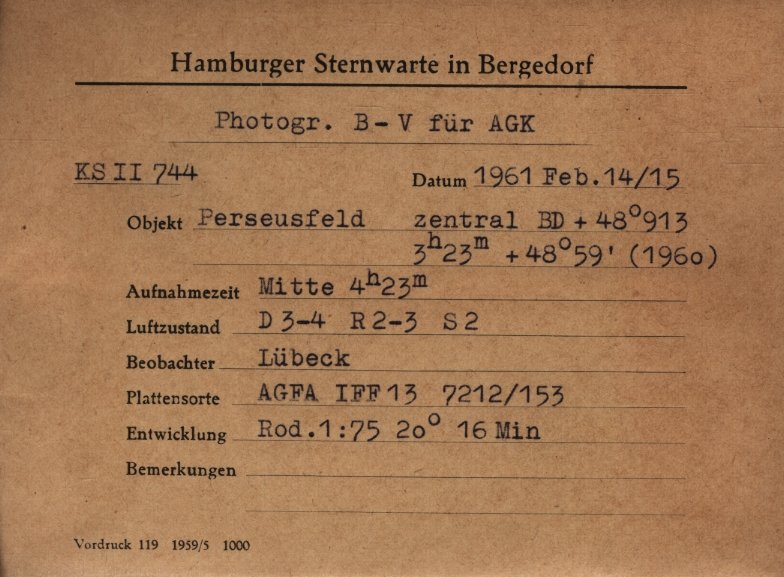 Hamburger Sternwarte in Bergedorf
Photogr. B-V für AGK
KS II 744 Datum 1961 Feb.14/15
Objekt Perseusfeld zentral BD +48°913
3ʰ23ᵐ +48°59' (1960)
Aufnahmezeit Mitte 4ʰ23ᵐ
Luftzustand D 3-4 R 2-3 S 2
Beobachter Lübeck
Plattensorte AGFA IFF 13 7212/153
Entwicklung Rod.1:75 20° 16 Min
Bemerkungen
Vordruck 119 1959/5 1000